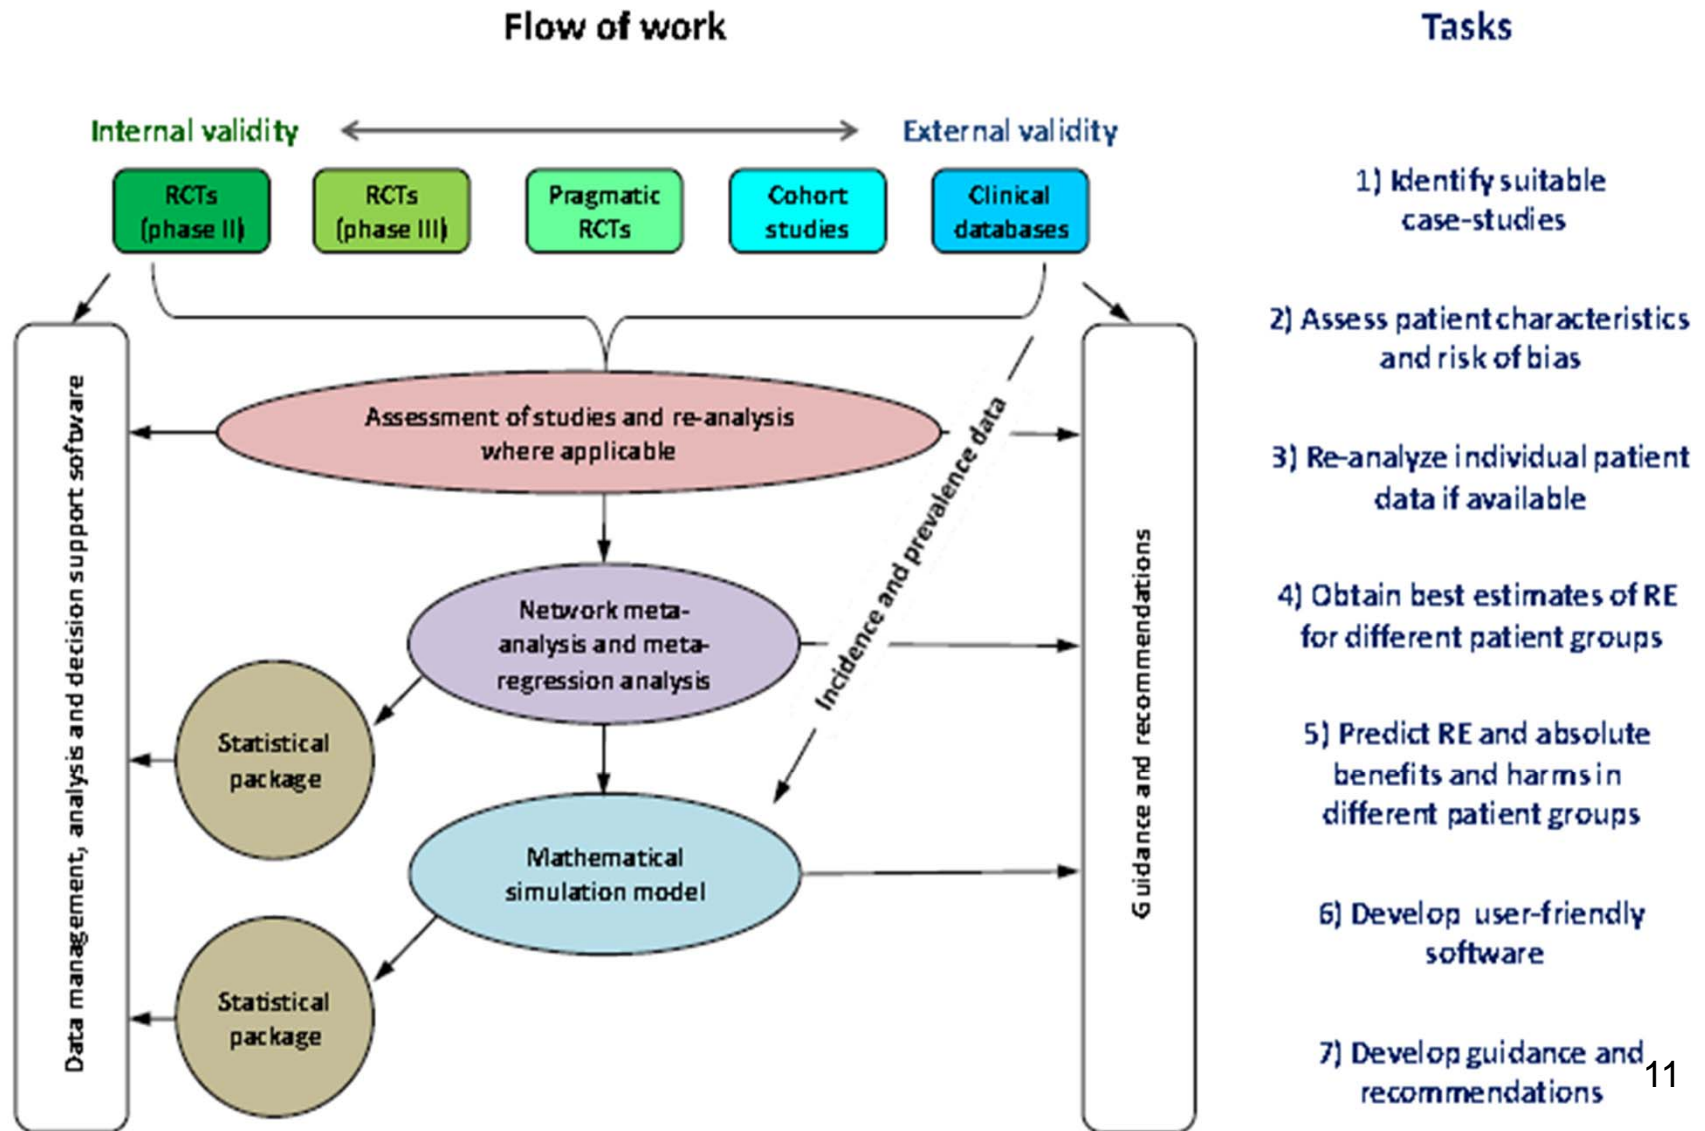 Flow of work
Tasks
Internal validity
External validity
RCTs
(phase II)
RCTs
(phase III)
Pragmatic
RCTs
Cohort
studies
Clinical
databases
Assessment of studies and re-analysis
where applicable
Network meta-
analysis and meta-
regression analysis
Mathematical
simulation model
Statistical
package
Statistical
package
Data management, analysis and decision support software
Incidence and prevalence data
Guidance and recommendations
1) Identify suitable
case-studies
2) Assess patient characteristics
and risk of bias
3) Re-analyze individual patient
data if available
4) Obtain best estimates of RE
for different patient groups
5) Predict RE and absolute
benefits and harms in
different patient groups
6) Develop user-friendly
software
7) Develop guidance and
recommendations
11